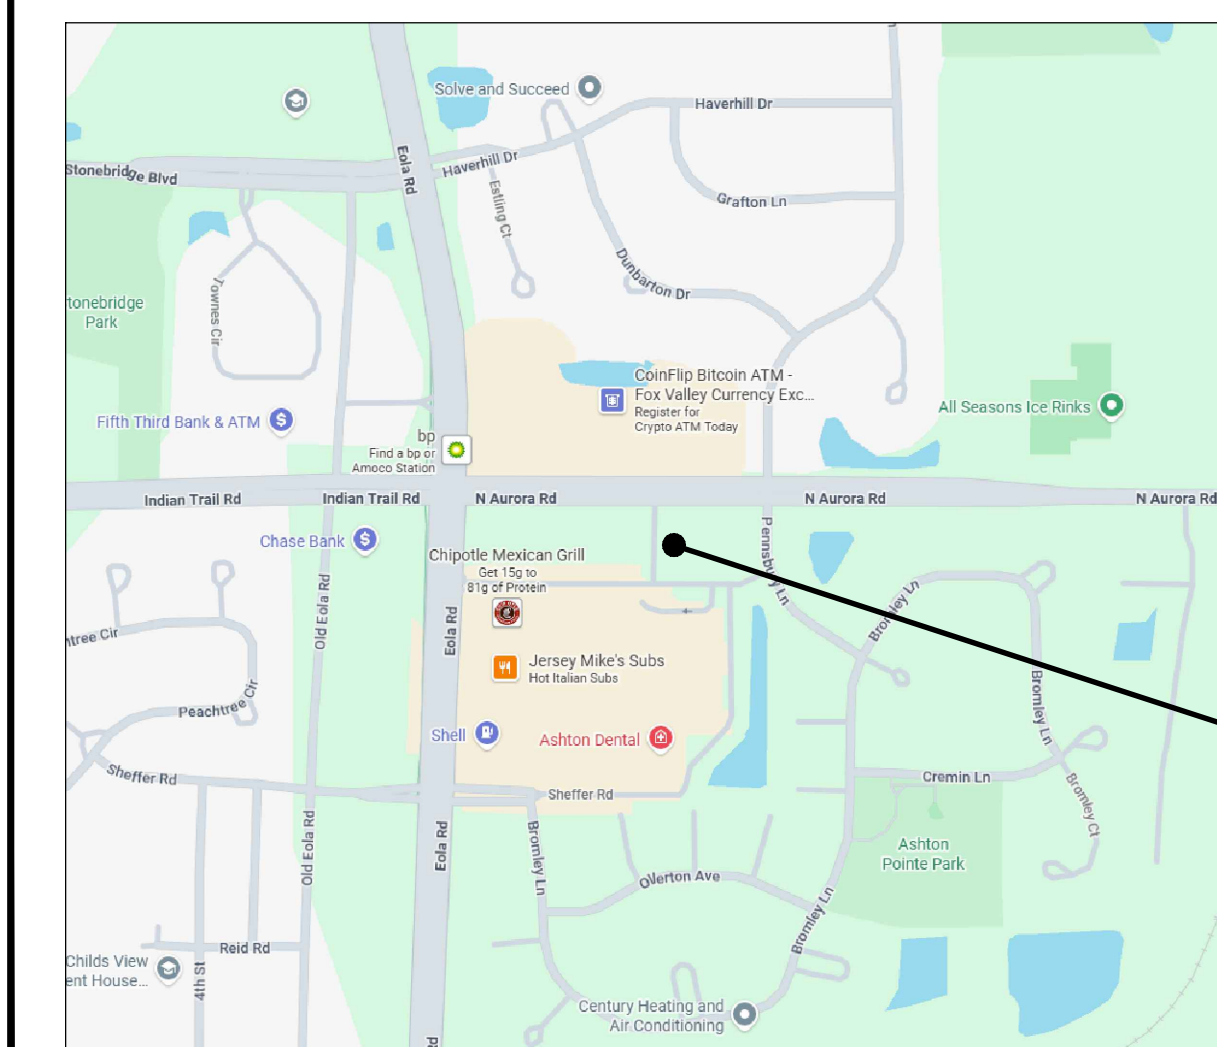 Solve and Succeed
Haverhill Dr
Haverhill Dr
Eola Rd
Stonebridge Blvd
Estling Ct
Grafton Ln
Dunbarton Dr
Townes Cir
tonebridge
Park
CoinFlip Bitcoin ATM -
Fox Valley Currency Exc...
Register for
Crypto ATM Today
All Seasons Ice Rinks
Fifth Third Bank & ATM
bp
Find a bp or
Amoco Station
Indian Trail Rd
Indian Trail Rd
N Aurora Rd
N Aurora Rd
N Aurora Rd
Chase Bank
Chipotle Mexican Grill
Get 15g to
81g of Protein
Pennsbury Ln
Bromley Ln
Old Eola Rd
Eola Rd
ntree Cir
Jersey Mike's Subs
Hot Italian Subs
Peachtree Cir
Bromley Ln
Shell
Ashton Dental
Sheffer Rd
Cremin Ln
Sheffer Rd
Bromley Ct
Old Eola Rd
Eola Rd
Bromley Ln
Ashton
Pointe Park
Overton Ave
Bromley Ln
Reid Rd
Childs View
ent House...
4th St
Century Heating and
Air Conditioning
Rd